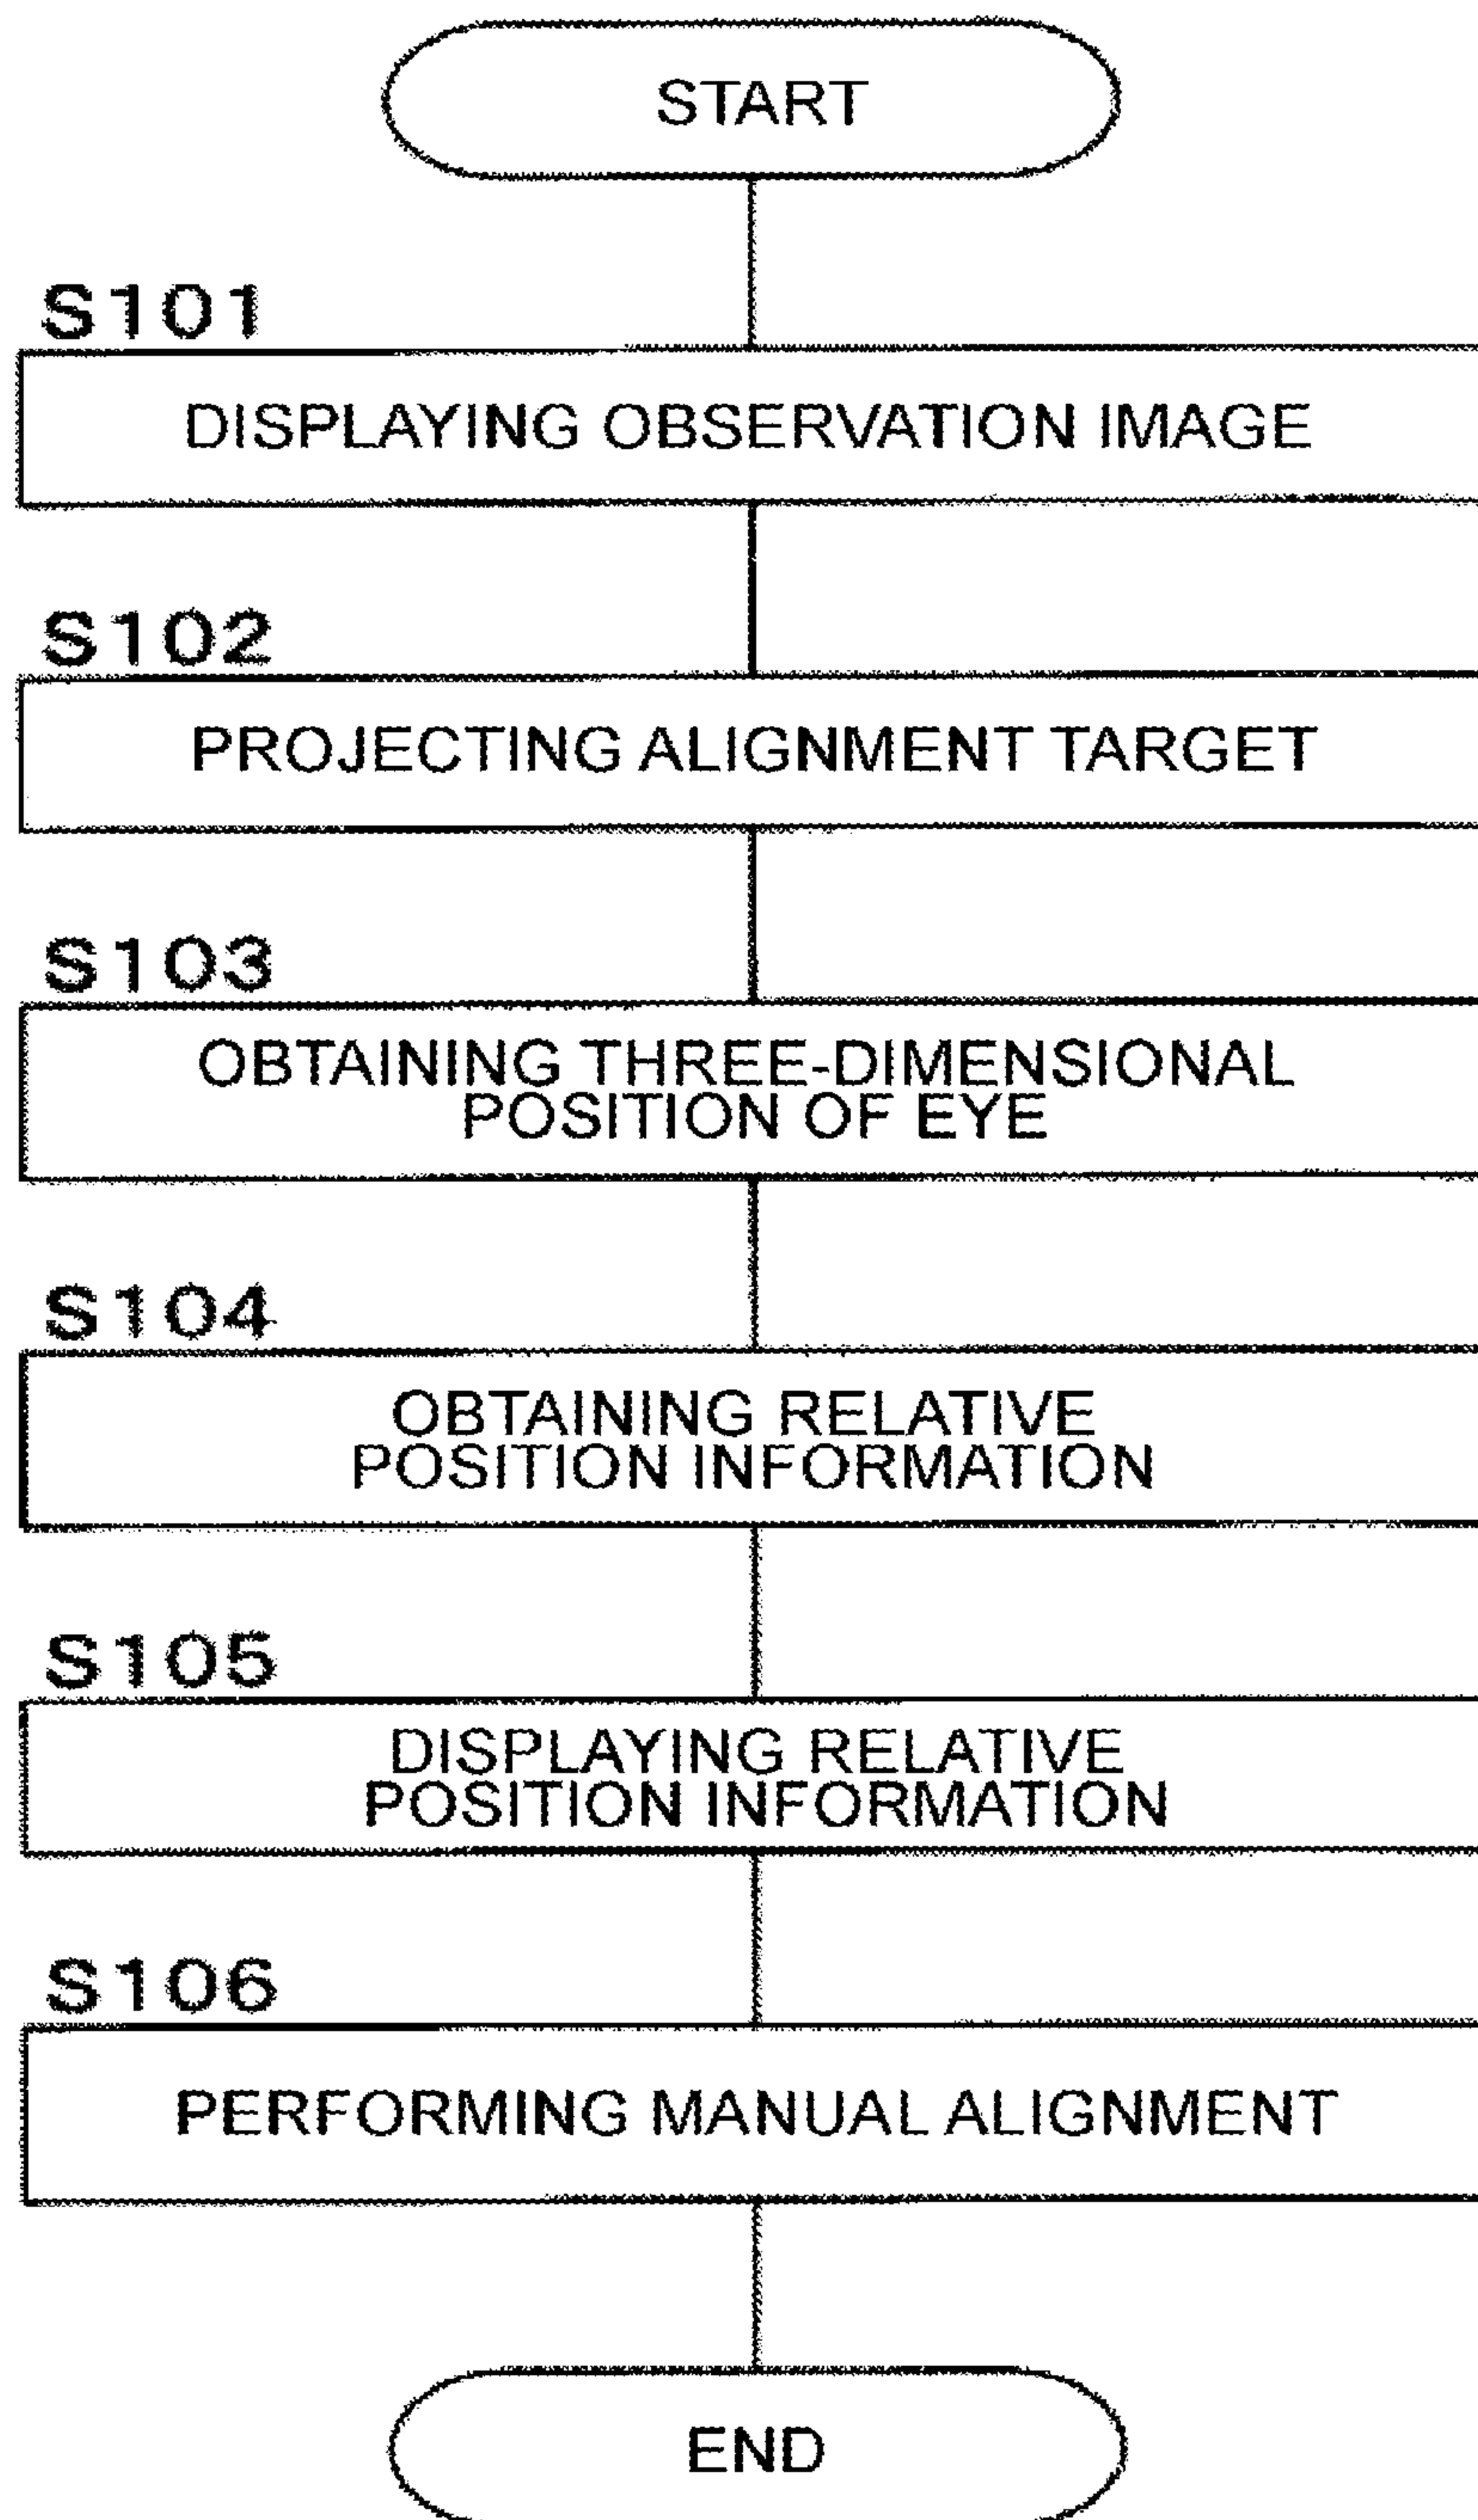 START
S101
DISPLAYING OBSERVATION IMAGE
S102
PROJECTING ALIGNMENT TARGET
S103
OBTAINING THREE-DIMENSIONAL
POSITION OF EYE
S104
OBTAINING RELATIVE
POSITION INFORMATION
S105
DISPLAYING RELATIVE
POSITION INFORMATION
S106
PERFORMING MANUAL ALIGNMENT
END